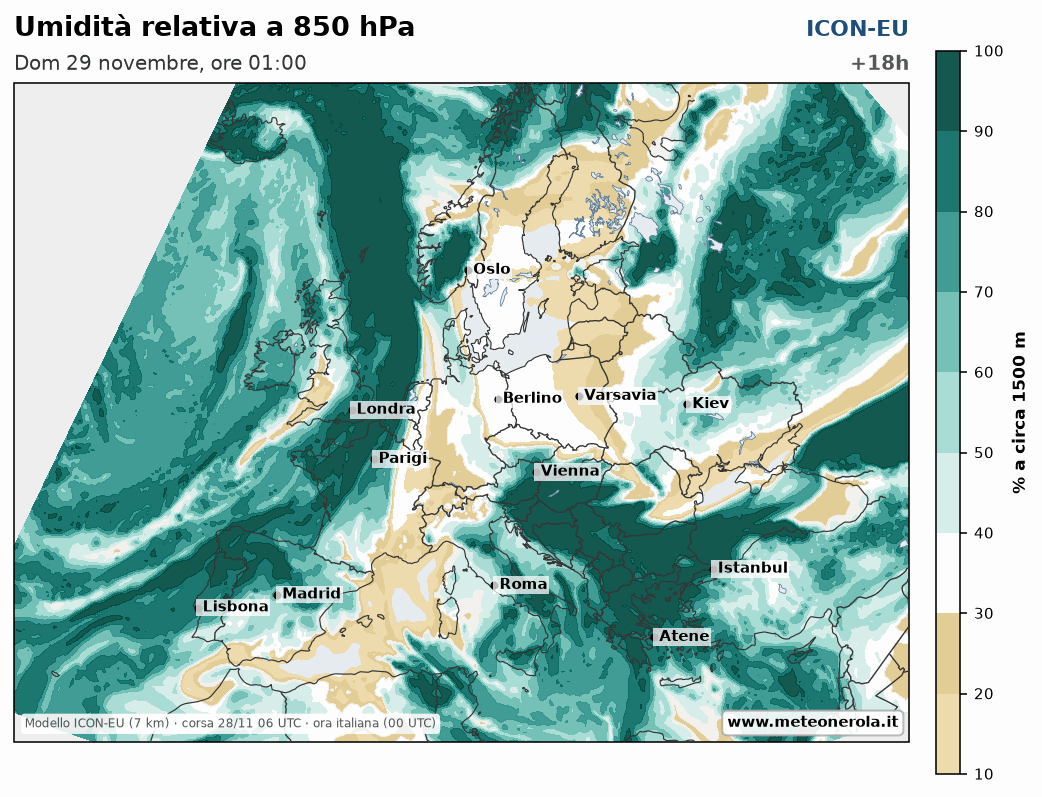 Umidità relativa a 850 hPa
ICON-EU
Dom 29 novembre, ore 01:00
+18h
100
90
80
70
60
50
40
30
20
10
% a circa 1500 m
Oslo
Londra
Berlino
Varsavia
Kiev
Parigi
Vienna
Istanbul
Roma
Madrid
Lisbona
Atene
Modello ICON-EU (7 km) · corsa 28/11 06 UTC · ora italiana (00 UTC)
www.meteonerola.it